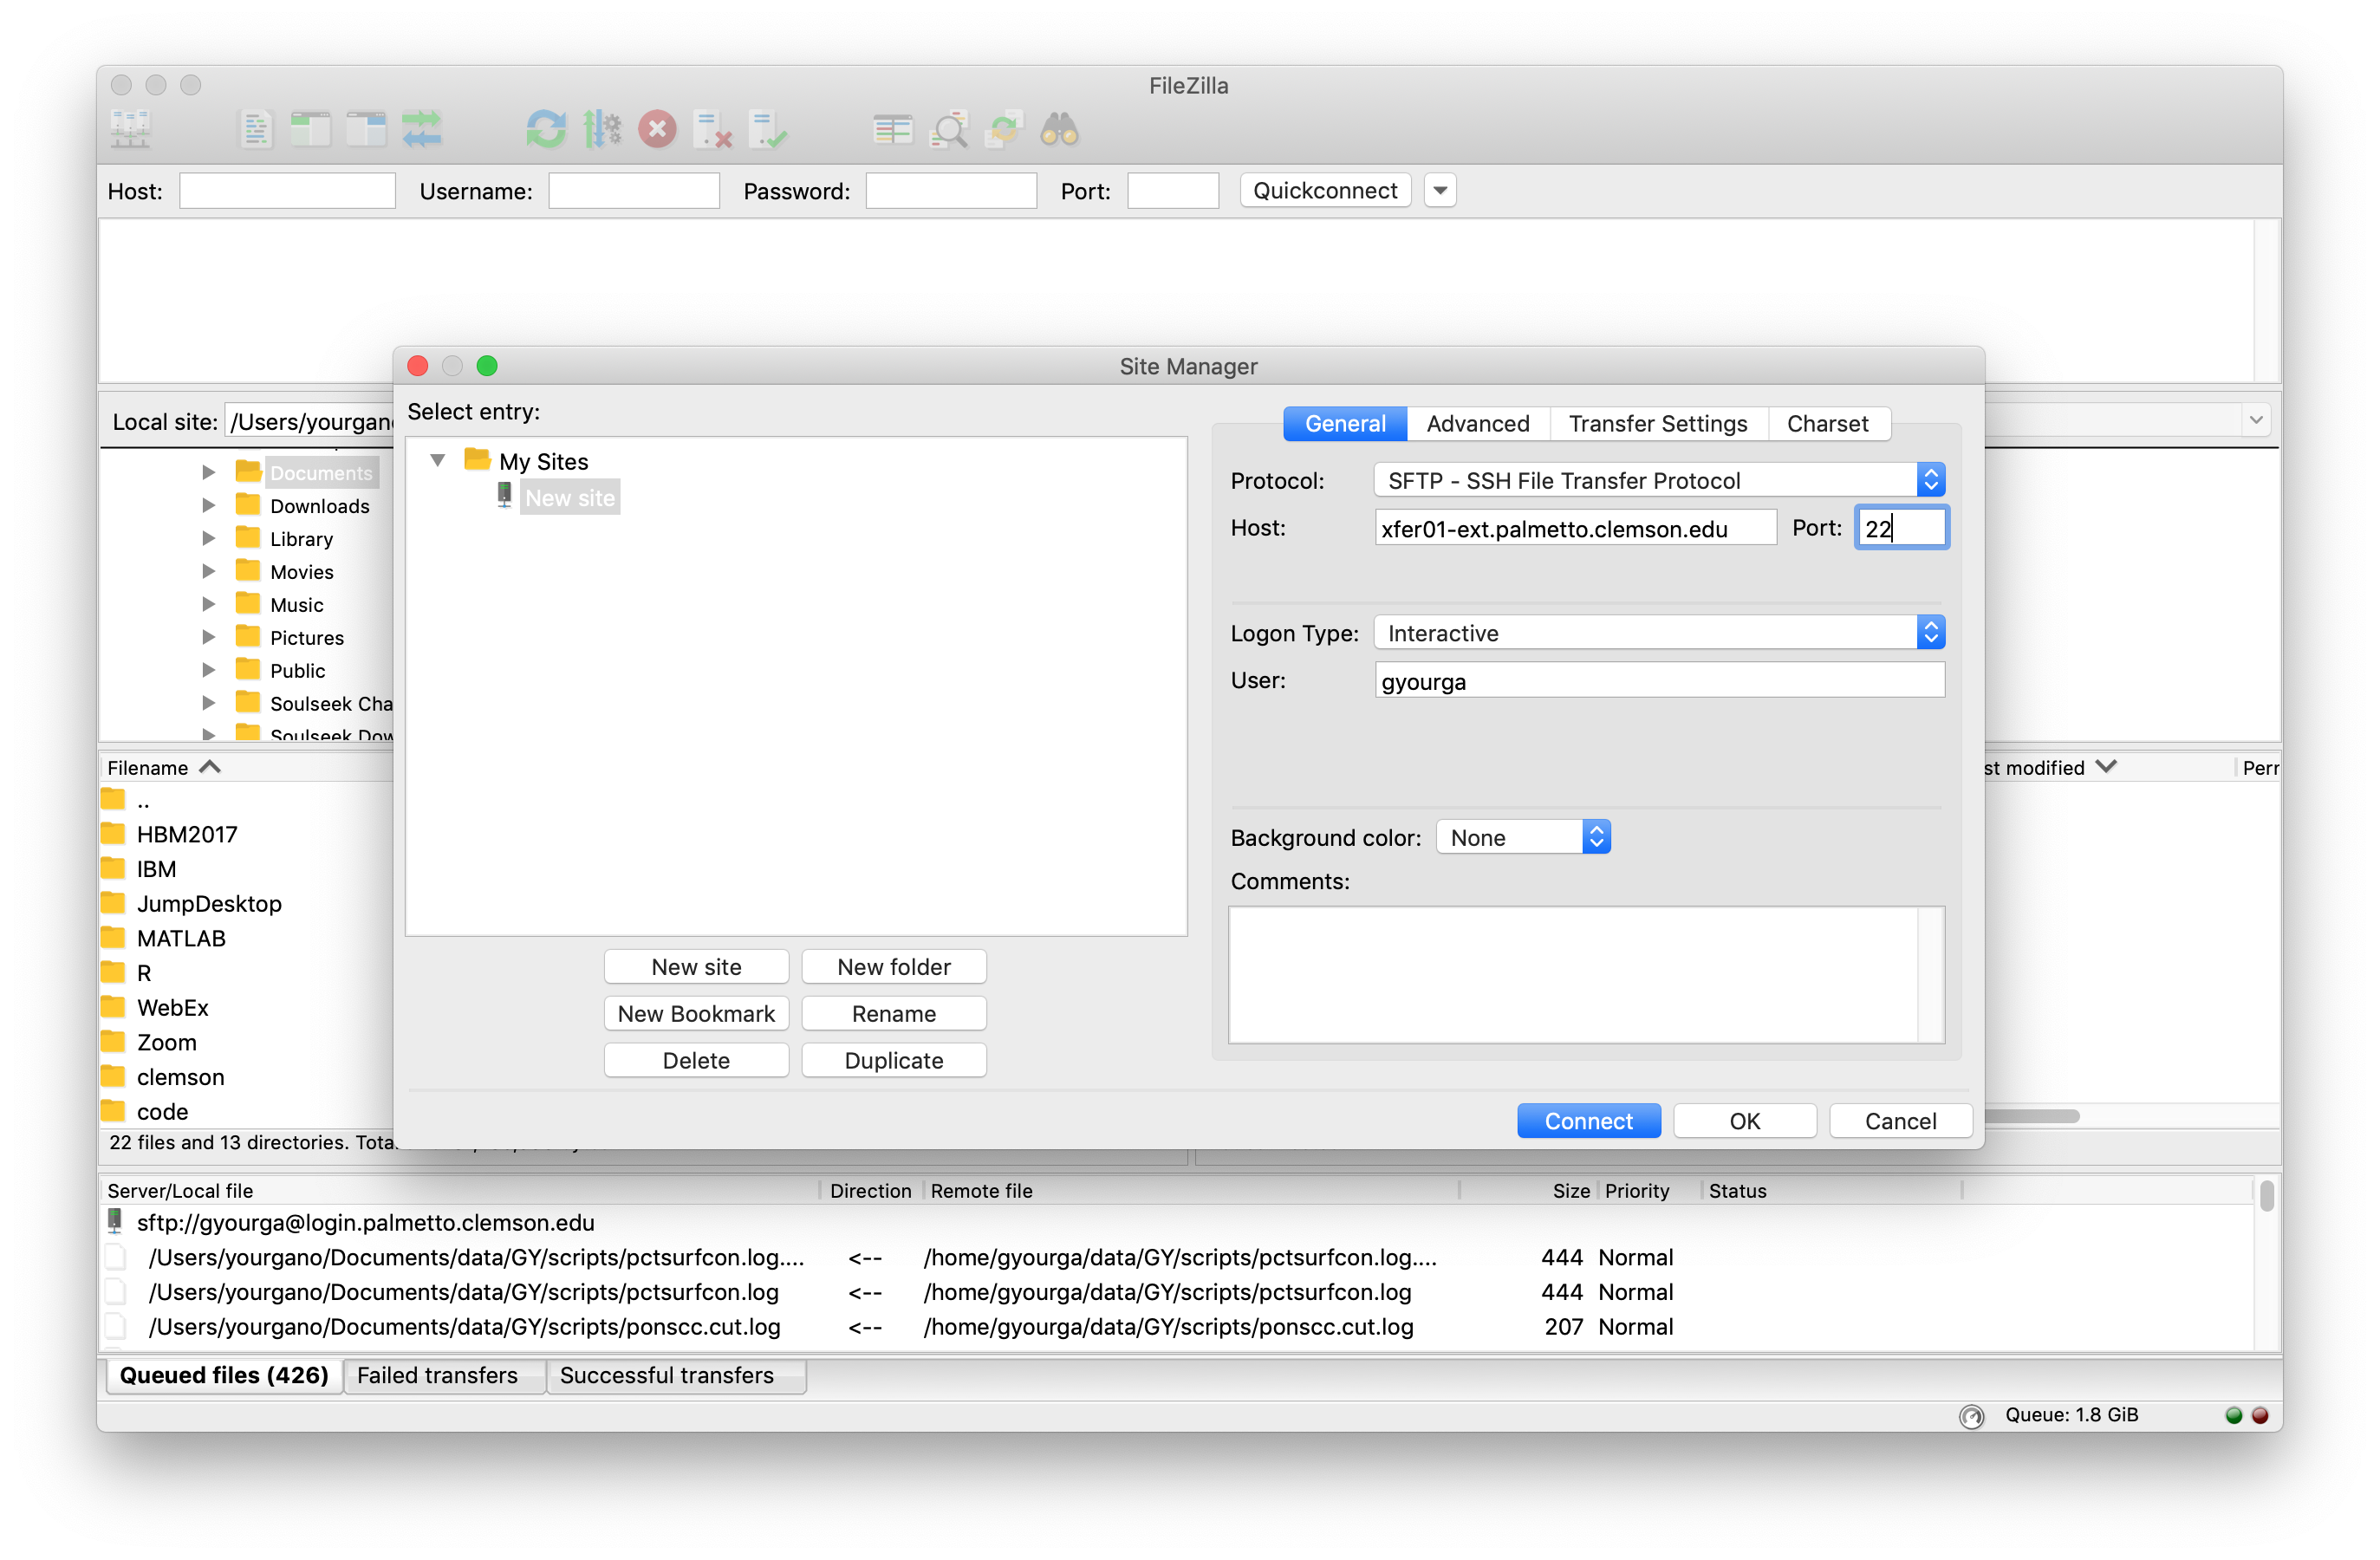 FileZilla
Host: Username: Password: Port: Quickconnect
Site Manager
Local site: /Users/yourgano
Documents
Downloads
Library
Movies
Music
Pictures
Public
Soulseek Cha
Soulseek Dow
Select entry:
My Sites
New site
New site New folder
New Bookmark Rename
Delete Duplicate
General Advanced Transfer Settings Charset
Protocol: SFTP - SSH File Transfer Protocol
Host: xfer01-ext.palmetto.clemson.edu Port: 22
Logon Type: Interactive
User: gyourga
Background color: None
Comments:
Connect OK Cancel
Filename
..
HBM2017
IBM
JumpDesktop
MATLAB
R
WebEx
Zoom
clemson
code
22 files and 13 directories. Tota
st modified Perr
Server/Local file Direction Remote file Size Priority Status
sftp://gyourga@login.palmetto.clemson.edu
/Users/yourgano/Documents/data/GY/scripts/pctsurfcon.log.... <-- /home/gyourga/data/GY/scripts/pctsurfcon.log.... 444 Normal
/Users/yourgano/Documents/data/GY/scripts/pctsurfcon.log <-- /home/gyourga/data/GY/scripts/pctsurfcon.log 444 Normal
/Users/yourgano/Documents/data/GY/scripts/ponscc.cut.log <-- /home/gyourga/data/GY/scripts/ponscc.cut.log 207 Normal
Queued files (426) Failed transfers Successful transfers
Queue: 1.8 GiB